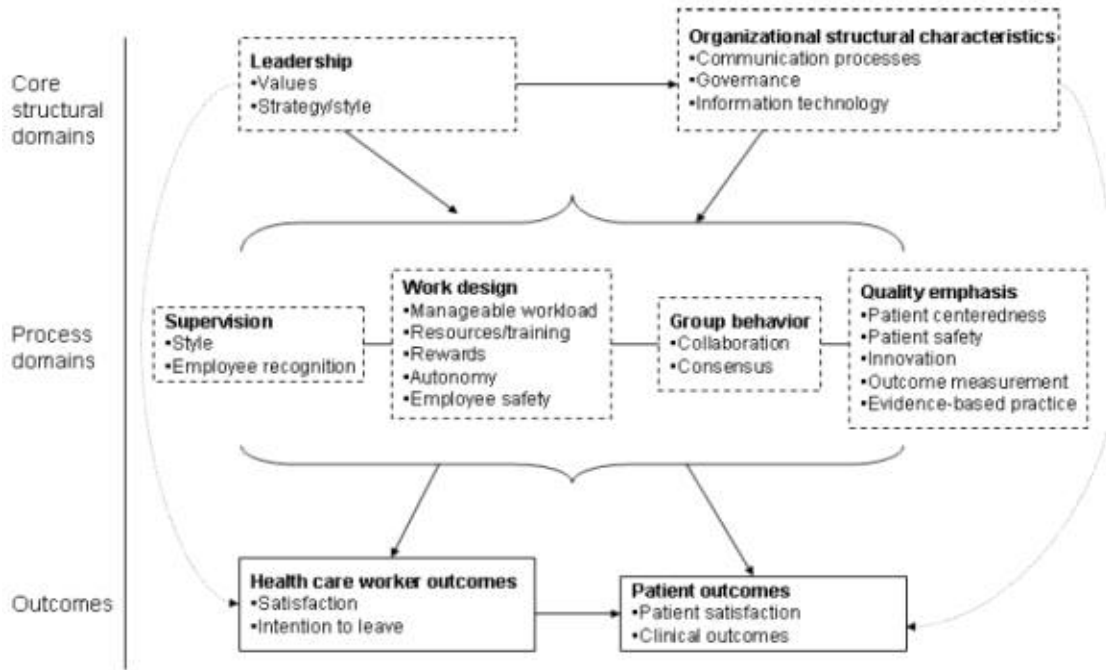 Core
structural
domains
Leadership
•Values
•Strategy/style
Organizational structural characteristics
•Communication processes
•Governance
•Information technology
Process
domains
Supervision
•Style
•Employee recognition
Work design
•Manageable workload
•Resources/training
•Rewards
•Autonomy
•Employee safety
Group behavior
•Collaboration
•Consensus
Quality emphasis
•Patient centeredness
•Patient safety
•Innovation
•Outcome measurement
•Evidence-based practice
Outcomes
Health care worker outcomes
•Satisfaction
•Intention to leave
Patient outcomes
•Patient satisfaction
•Clinical outcomes